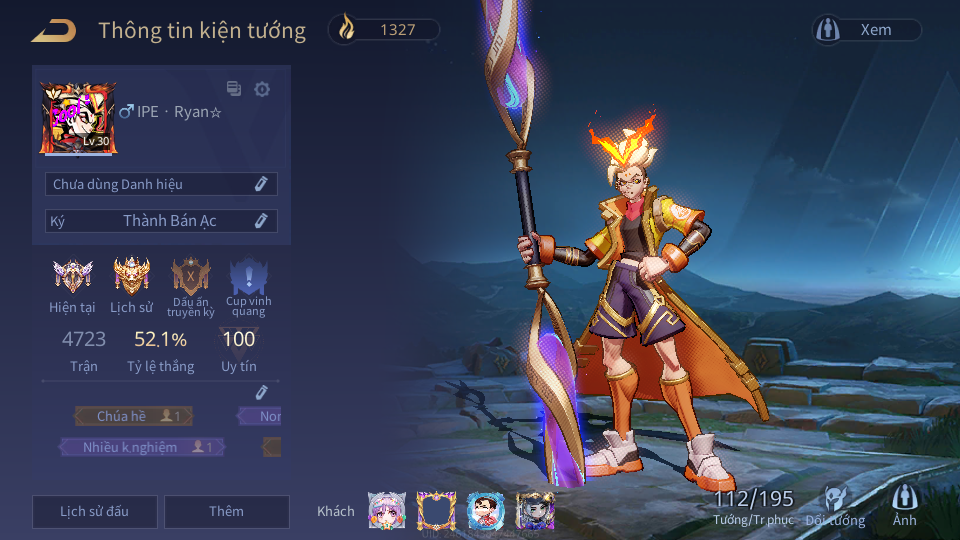 Thông tin kiện tướng
1327
Xem
Lv.30
IPE · Ryan☆
Chưa dùng Danh hiệu
Ký
Thành Bán Ạc
Hiện tại
Lịch sử
Dấu ấn
truyền kỳ
Cup vinh
quang
4723
52.1%
100
Trận
Tỷ lệ thắng
Uy tín
Chúa hề
1
Nor
Nhiều k.nghiệm
1
Lịch sử đấu
Thêm
Khách
112/195
Tướng/Tr.phục
Đổi tướng
Ảnh